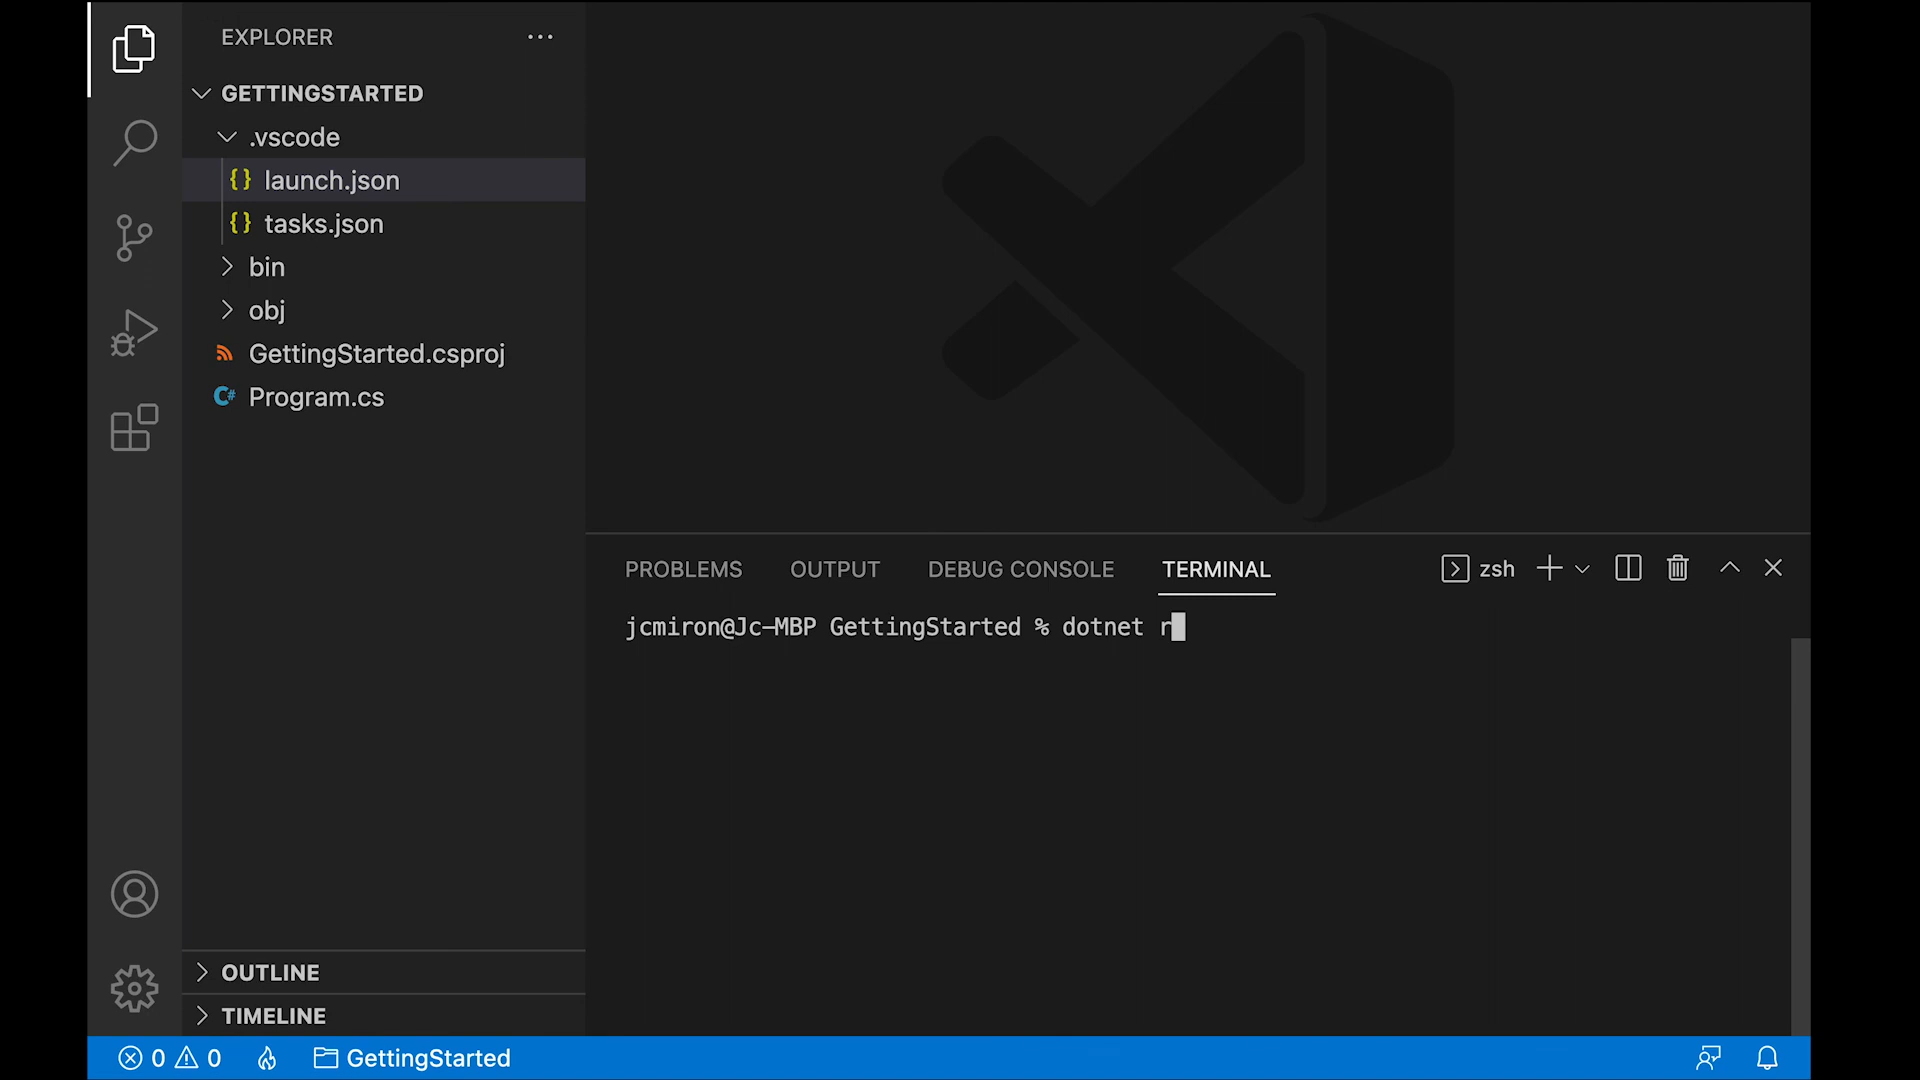 EXPLORER
GETTINGSTARTED
.vscode
{} launch.json
{} tasks.json
bin
obj
GettingStarted.csproj
C# Program.cs
OUTLINE
TIMELINE
PROBLEMS OUTPUT DEBUG CONSOLE TERMINAL zsh
jcmiron@Jc-MBP GettingStarted % dotnet r
0 0 GettingStarted